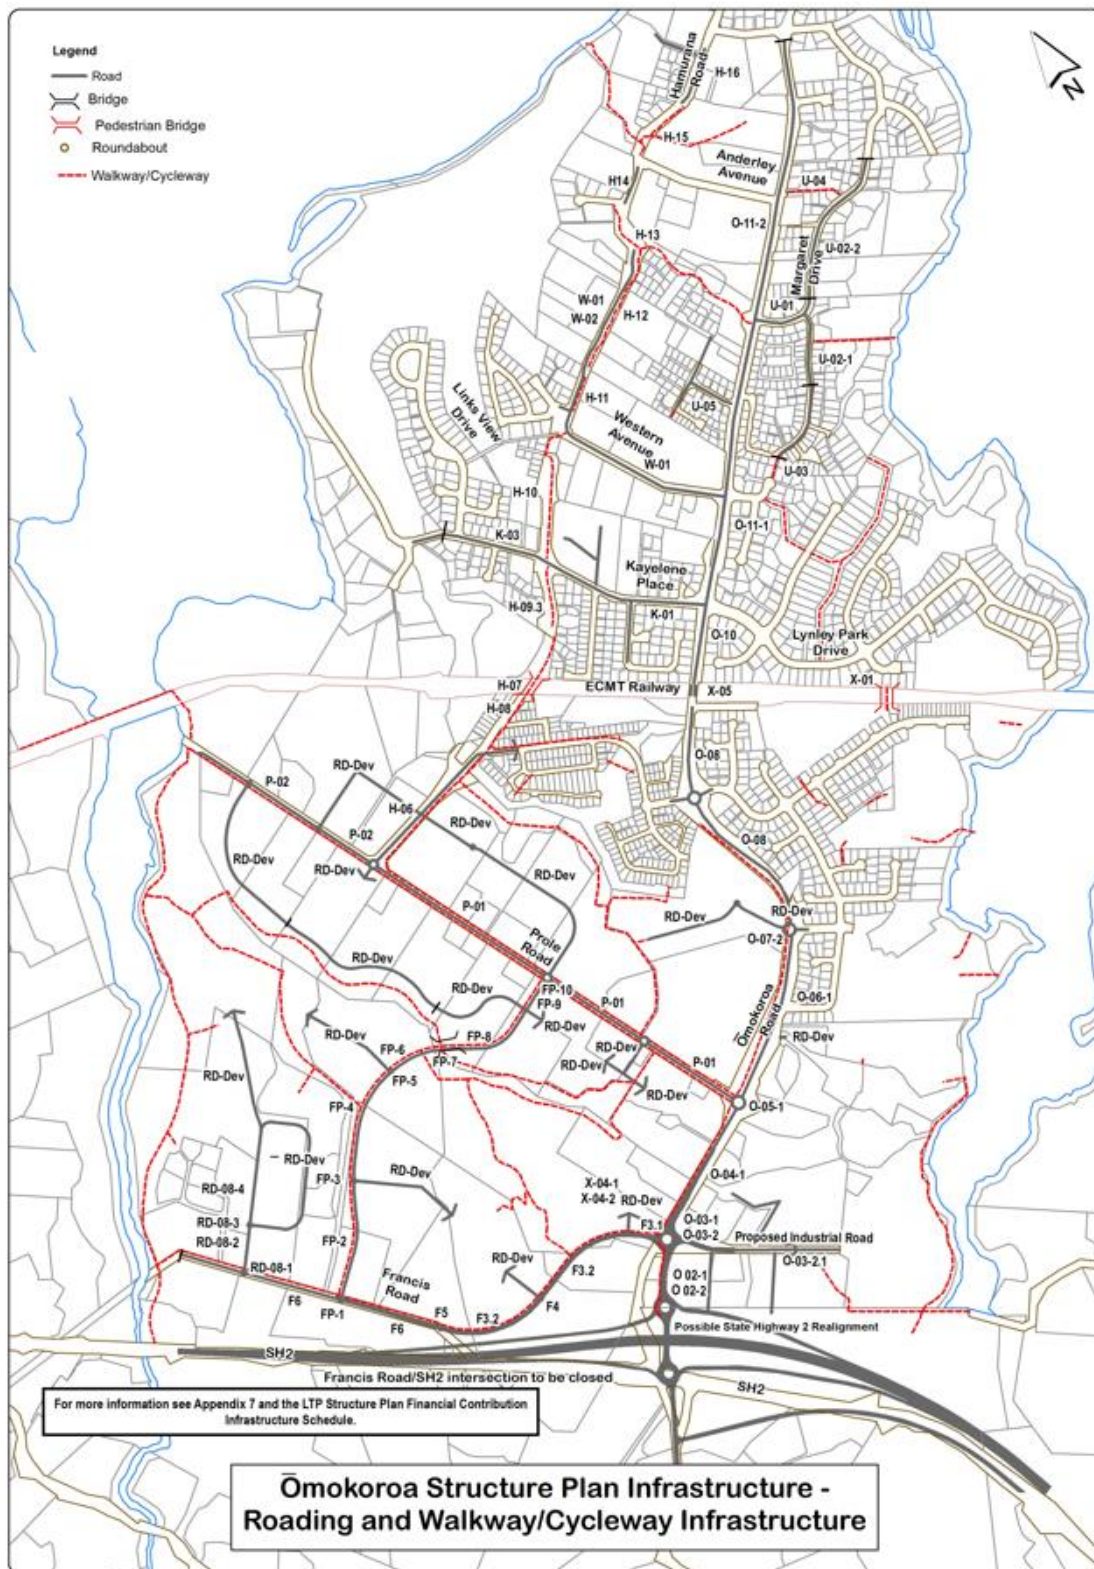 Legend
Road
Bridge
Pedestrian Bridge
Roundabout
Walkway/Cycleway
N
Hamurana
Road
H-16
H-15
Anderley
Avenue
H14
U-04
O-11-2
H-13
Margaret
Drive
U-02-2
W-01
W-02
H-12
U-01
U-02-1
H-11
U-05
Links View
Drive
Western
Avenue
W-01
U-03
H-10
O-11-1
K-03
Kayelene
Place
H-09.3
K-01
O-10
Lynley Park
Drive
H-07
ECMT Railway
X-05
X-01
H-08
O-08
P-02
RD-Dev
H-06
RD-Dev
P-02
O-08
RD-Dev
RD-Dev
RD-Dev
P-01
RD-Dev
RD-Dev
O-07-2
Prole
Road
RD-Dev
RD-Dev
FP-10
FP-9
P-01
O-06-1
Ōmokoroa
Road
RD-Dev
RD-Dev
FP-8
RD-Dev
RD-Dev
FP-6
FP-7
P-01
RD-Dev
FP-5
RD-Dev
RD-Dev
FP-4
O-05-1
RD-Dev
FP-3
RD-Dev
O-04-1
RD-08-4
X-04-1
X-04-2
RD-Dev
RD-08-3
RD-08-2
F3.1
O-03-1
O-03-2
Proposed Industrial Road
FP-2
RD-Dev
O-03-2.1
RD-08-1
F3.2
O 02-1
O 02-2
Francis
Road
F6
FP-1
F5
F4
F6
F3.2
Possible State Highway 2 Realignment
SH2
Francis Road/SH2 intersection to be closed
SH2
For more information see Appendix 7 and the LTP Structure Plan Financial Contribution
Infrastructure Schedule.
Ōmokoroa Structure Plan Infrastructure -
Roading and Walkway/Cycleway Infrastructure